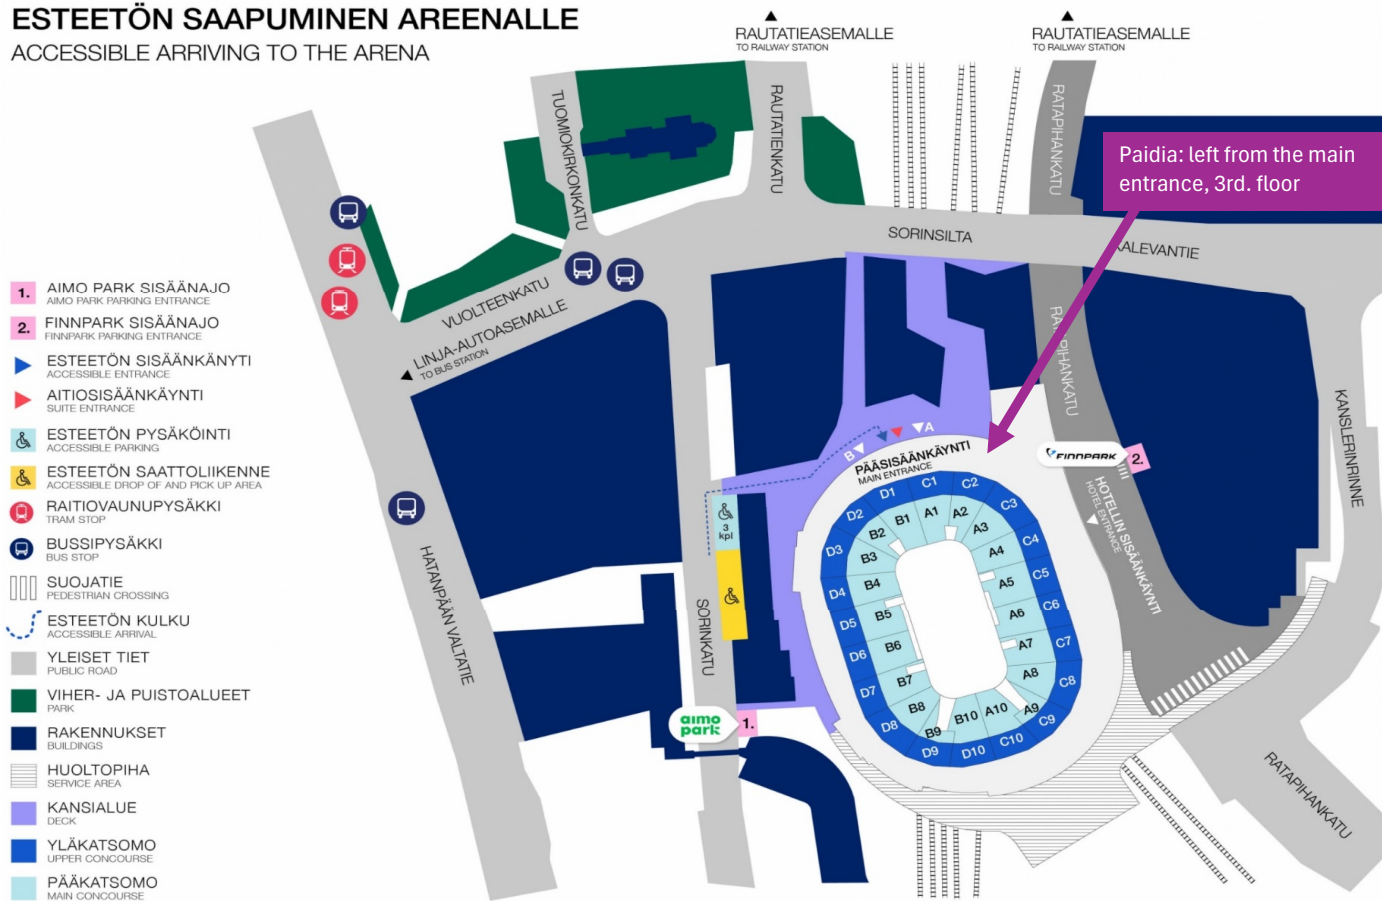 ESTEETÖN SAAPUMINEN AREENALLE
ACCESSIBLE ARRIVING TO THE ARENA
RAUTATIEASEMALLE
TO RAILWAY STATION
RAUTATIEASEMALLE
TO RAILWAY STATION
TUOMIOKIRKONKATU
RAUTATIENKATU
RATAPIHANKATU
Paidia: left from the main
entrance, 3rd. floor
SORINSILTA
KALEVANTIE
VUOLTEENKATU
LINJA-AUTOASEMALLE
TO BUS STATION
RATAPIHANKATU
KANSLERINRINNE
1. AIMO PARK SISÄÄNAJO
AIMO PARK PARKING ENTRANCE
2. FINNPARK SISÄÄNAJO
FINNPARK PARKING ENTRANCE
ESTEETÖN SISÄÄNKÄNYTI
ACCESSIBLE ENTRANCE
AITIOSISÄÄNKÄYNTI
SUITE ENTRANCE
ESTEETÖN PYSÄKÖINTI
ACCESSIBLE PARKING
ESTEETÖN SAATTOLIIKENNE
ACCESSIBLE DROP OF AND PICK UP AREA
RAITIOVAUNUPYSÄKKI
TRAM STOP
BUSSIPYSÄKKI
BUS STOP
SUOJATIE
PEDESTRIAN CROSSING
ESTEETÖN KULKU
ACCESSIBLE ARRIVAL
YLEISET TIET
PUBLIC ROAD
VIHER- JA PUISTOALUEET
PARK
RAKENNUKSET
BUILDINGS
HUOLTOPIHA
SERVICE AREA
KANSIALUE
DECK
YLÄKATSOMO
UPPER CONCOURSE
PÄÄKATSOMO
MAIN CONCOURSE
B
A
PÄÄSISÄÄNKÄYNTI
MAIN ENTRANCE
FINNPARK
2.
HOTELLIN SISÄÄNKÄYNTI
HOTEL ENTRANCE
3
kpl
HATANPÄÄN VALTATIE
SORINKATU
aimo
park
1.
RATAPIHANKATU
D1
C1
C2
C3
C4
C5
C6
C7
C8
C9
C10
D10
D9
D8
D7
D6
D5
D4
D3
D2
B1
A1
A2
A3
A4
A5
A6
A7
A8
A9
A10
B10
B9
B8
B7
B6
B5
B4
B3
B2